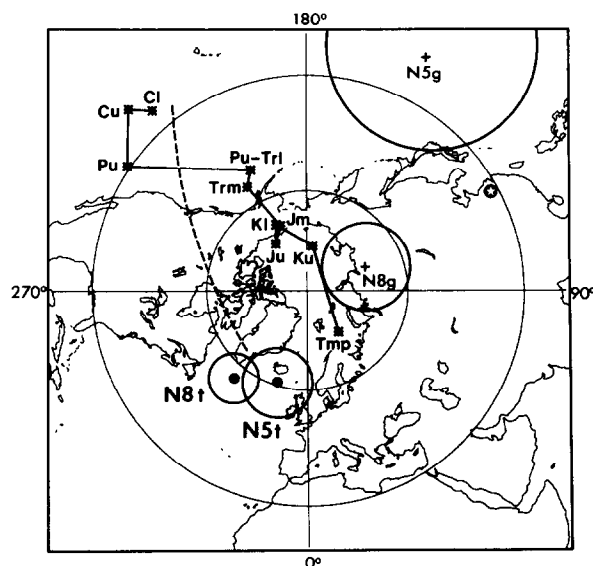 180°
N5g
Cu Cl
Pu
Pu-Trl
Trm
Kl Jm
Ju Ku
N8g
270°
90°
Tmp
N8t
N5t
0°